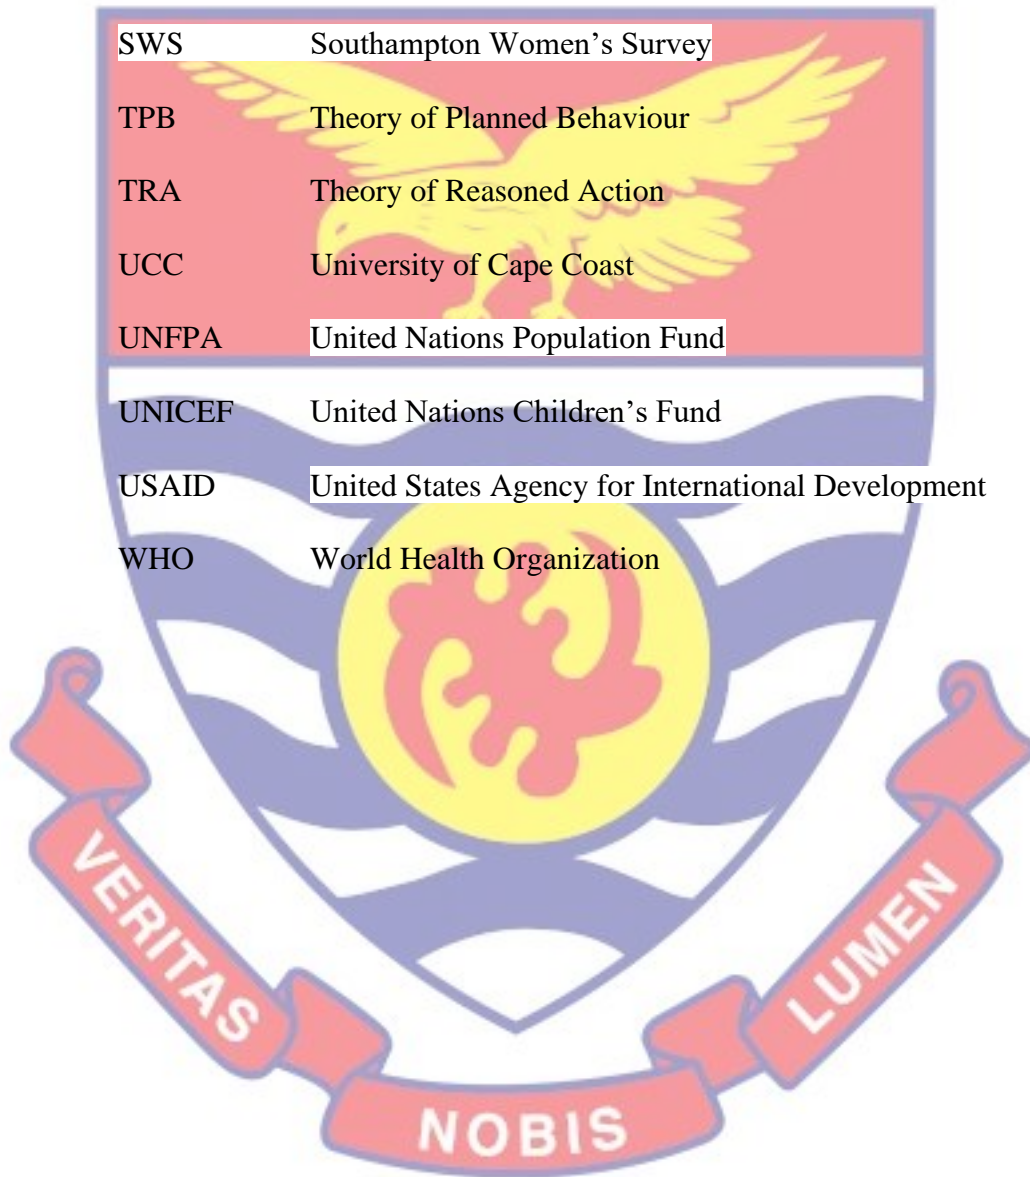 SWS Southampton Women’s Survey
TPB Theory of Planned Behaviour
TRA Theory of Reasoned Action
UCC University of Cape Coast
UNFPA United Nations Population Fund
UNICEF United Nations Children’s Fund
USAID United States Agency for International Development
WHO World Health Organization
VERITAS
NOBIS
LUMEN